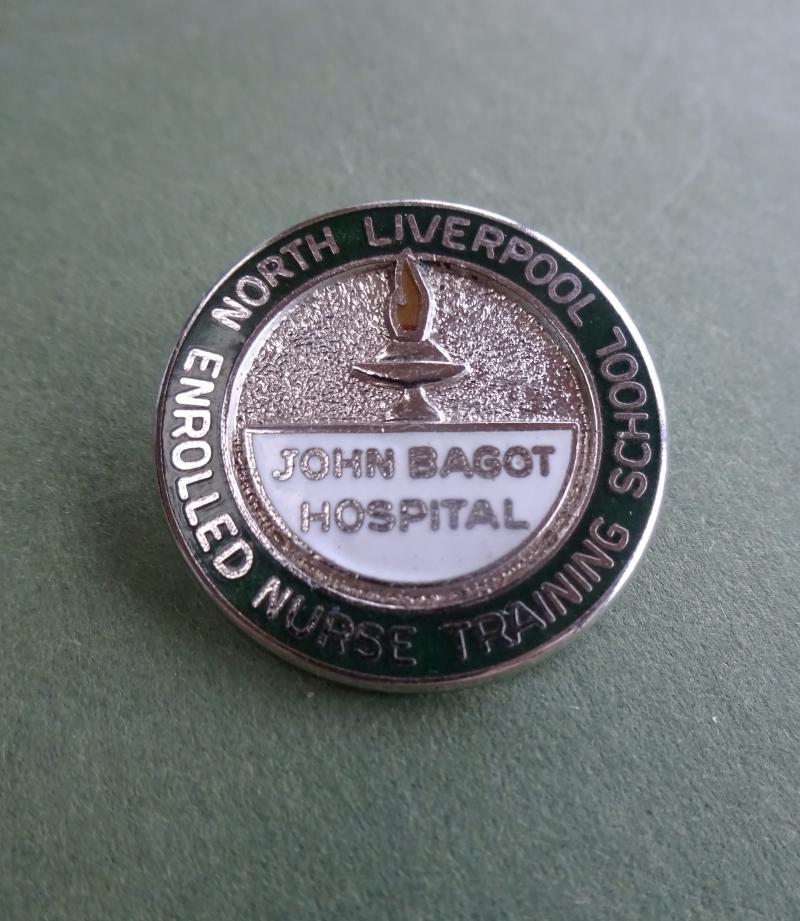 NORTH LIVERPOOL
ENROLLED NURSE TRAINING SCHOOL
JOHN BAGOT
HOSPITAL